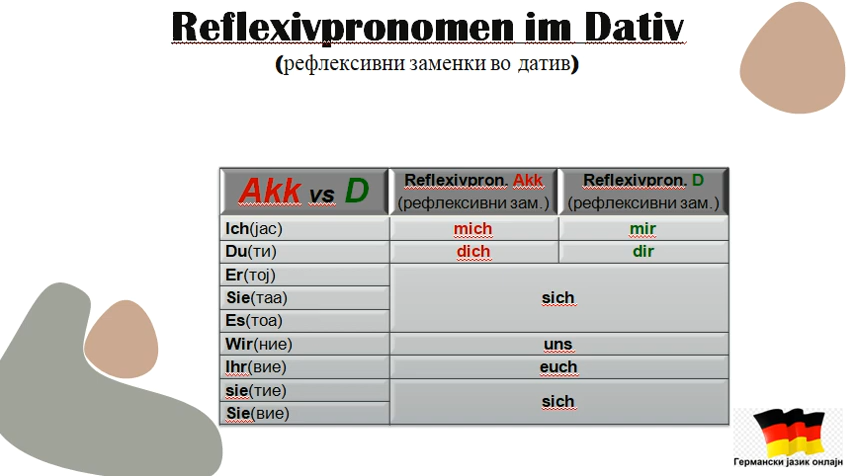 Reflexivpronomen im Dativ
(рефлексивни заменки во датив)
Akk vs D
Reflexivpron. Akk
(рефлексивни зам.)
Reflexivpron. D
(рефлексивни зам.)
Ich(јас) mich mir
Du(ти) dich dir
Er(тој)
Sie(таа) sich
Es(тоа)
Wir(ние) uns
Ihr(вие) euch
sie(тие)
sich
Sie(вие)
Германски јазик онлајн